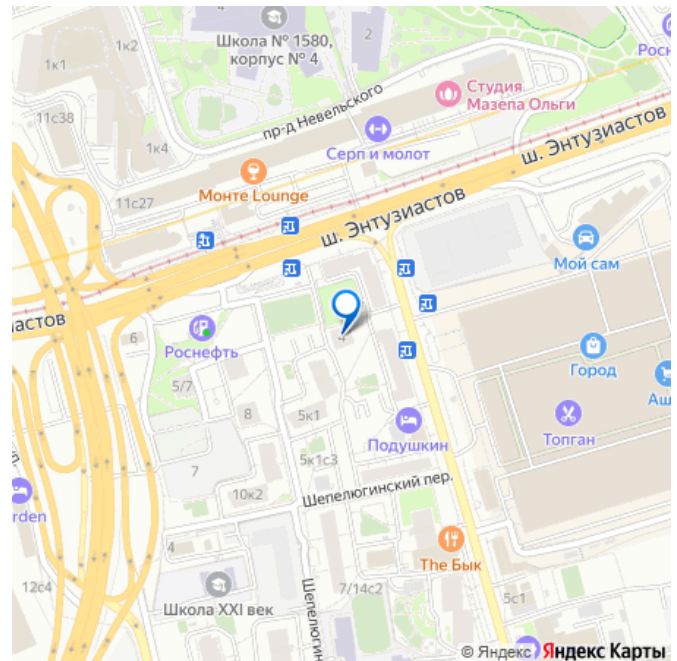 1к2
1к1
Школа № 1580,
корпус № 4
2
Росн
11с38
Студия
Мазепа Ольги
пр-д Невельского
1к4
Серп и молот
ш. Энтузиастов
Монте Lounge
11с27
ш. Энтузиастов
Мой сам
иастов
6
Роснефть
4
Город
Аш
5/7
8
5к1
Подушкин
Топган
5к1с3
7
10к2
Шепелюгинский пер.
rden
4
The Бык
12с4
Школа XXI век
Шепелюгин
7/14с2
5с1
© Яндекс Яндекс Карты